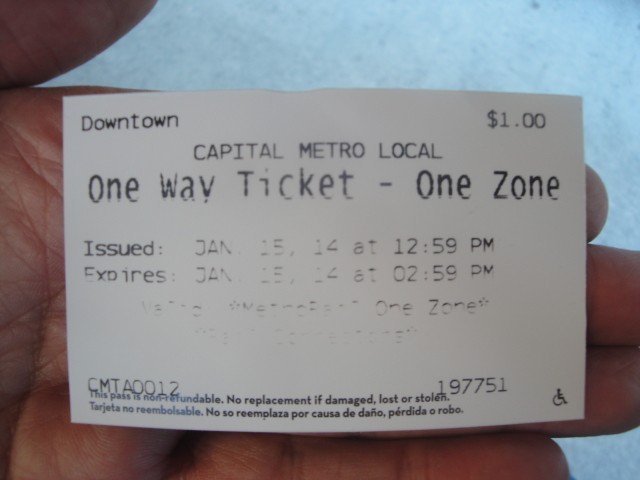 Downtown $1.00
CAPITAL METRO LOCAL
One Way Ticket - One Zone
Issued: JAN. 15, 14 at 12:59 PM
Expires: JAN. 15, 14 at 02:59 PM
*MetroRail One Zone*
CMTA0012 197751
This pass is non-refundable. No replacement if damaged, lost or stolen.
Tarjeta no reembolsable. No so reemplaza por causa de daño, pérdida o robo.